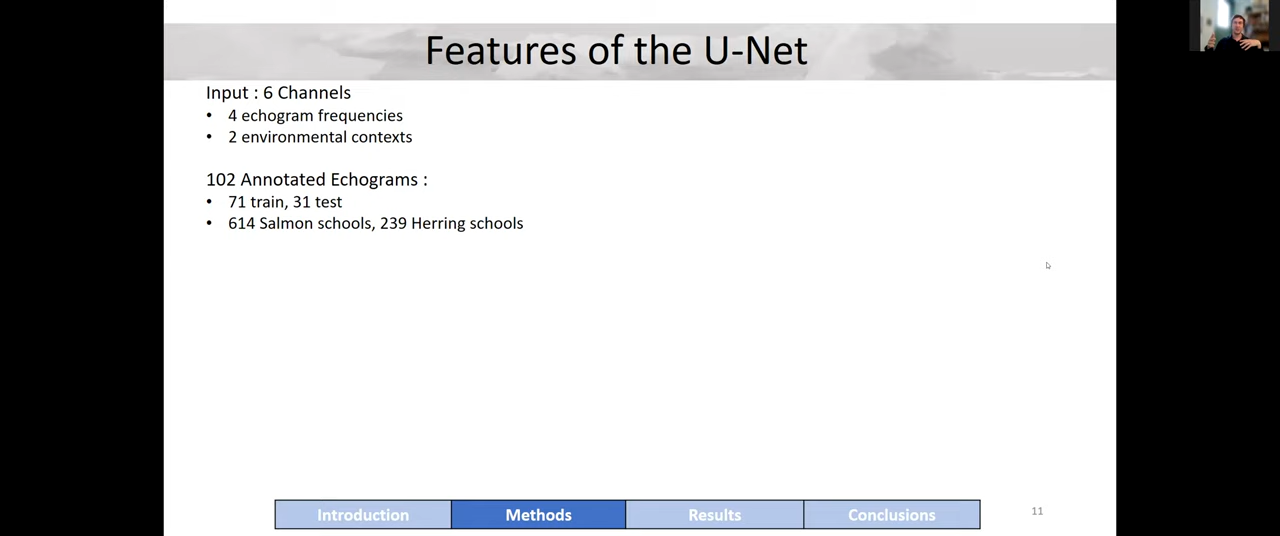 Features of the U-Net
Input : 6 Channels
• 4 echogram frequencies
• 2 environmental contexts
102 Annotated Echograms :
• 71 train, 31 test
• 614 Salmon schools, 239 Herring schools
Introduction Methods Results Conclusions
11